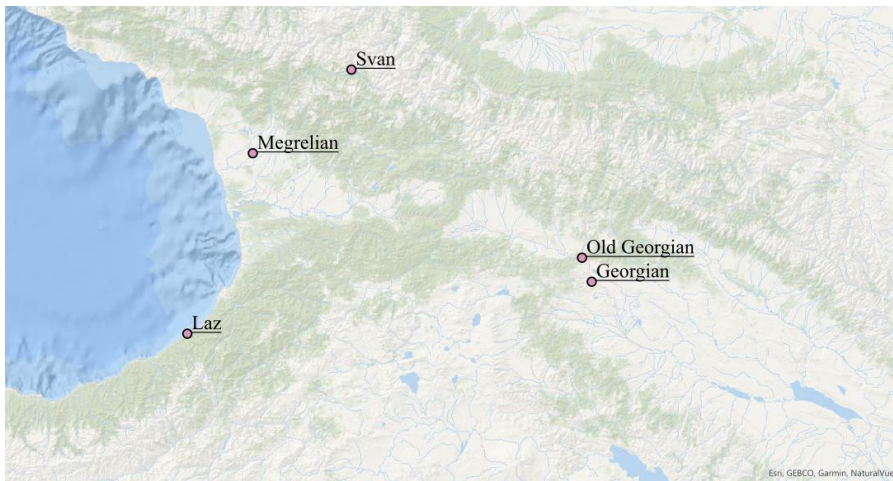 Svan
Megrelian
Old Georgian
Georgian
Laz
Esri, GEBCO, Garmin, NaturalVue